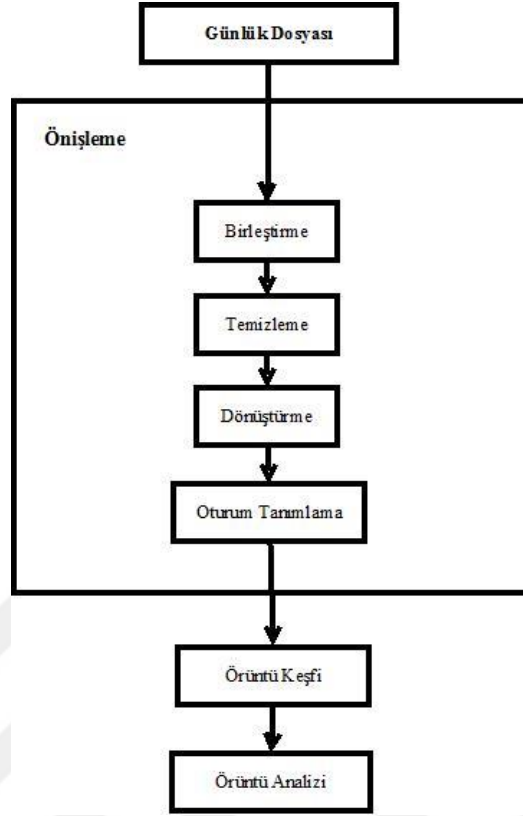 Günlük Dosyası
Önişleme
Birleştirme
Temizleme
Dönüştürme
Oturum Tanımlama
Örüntü Keşfi
Örüntü Analizi